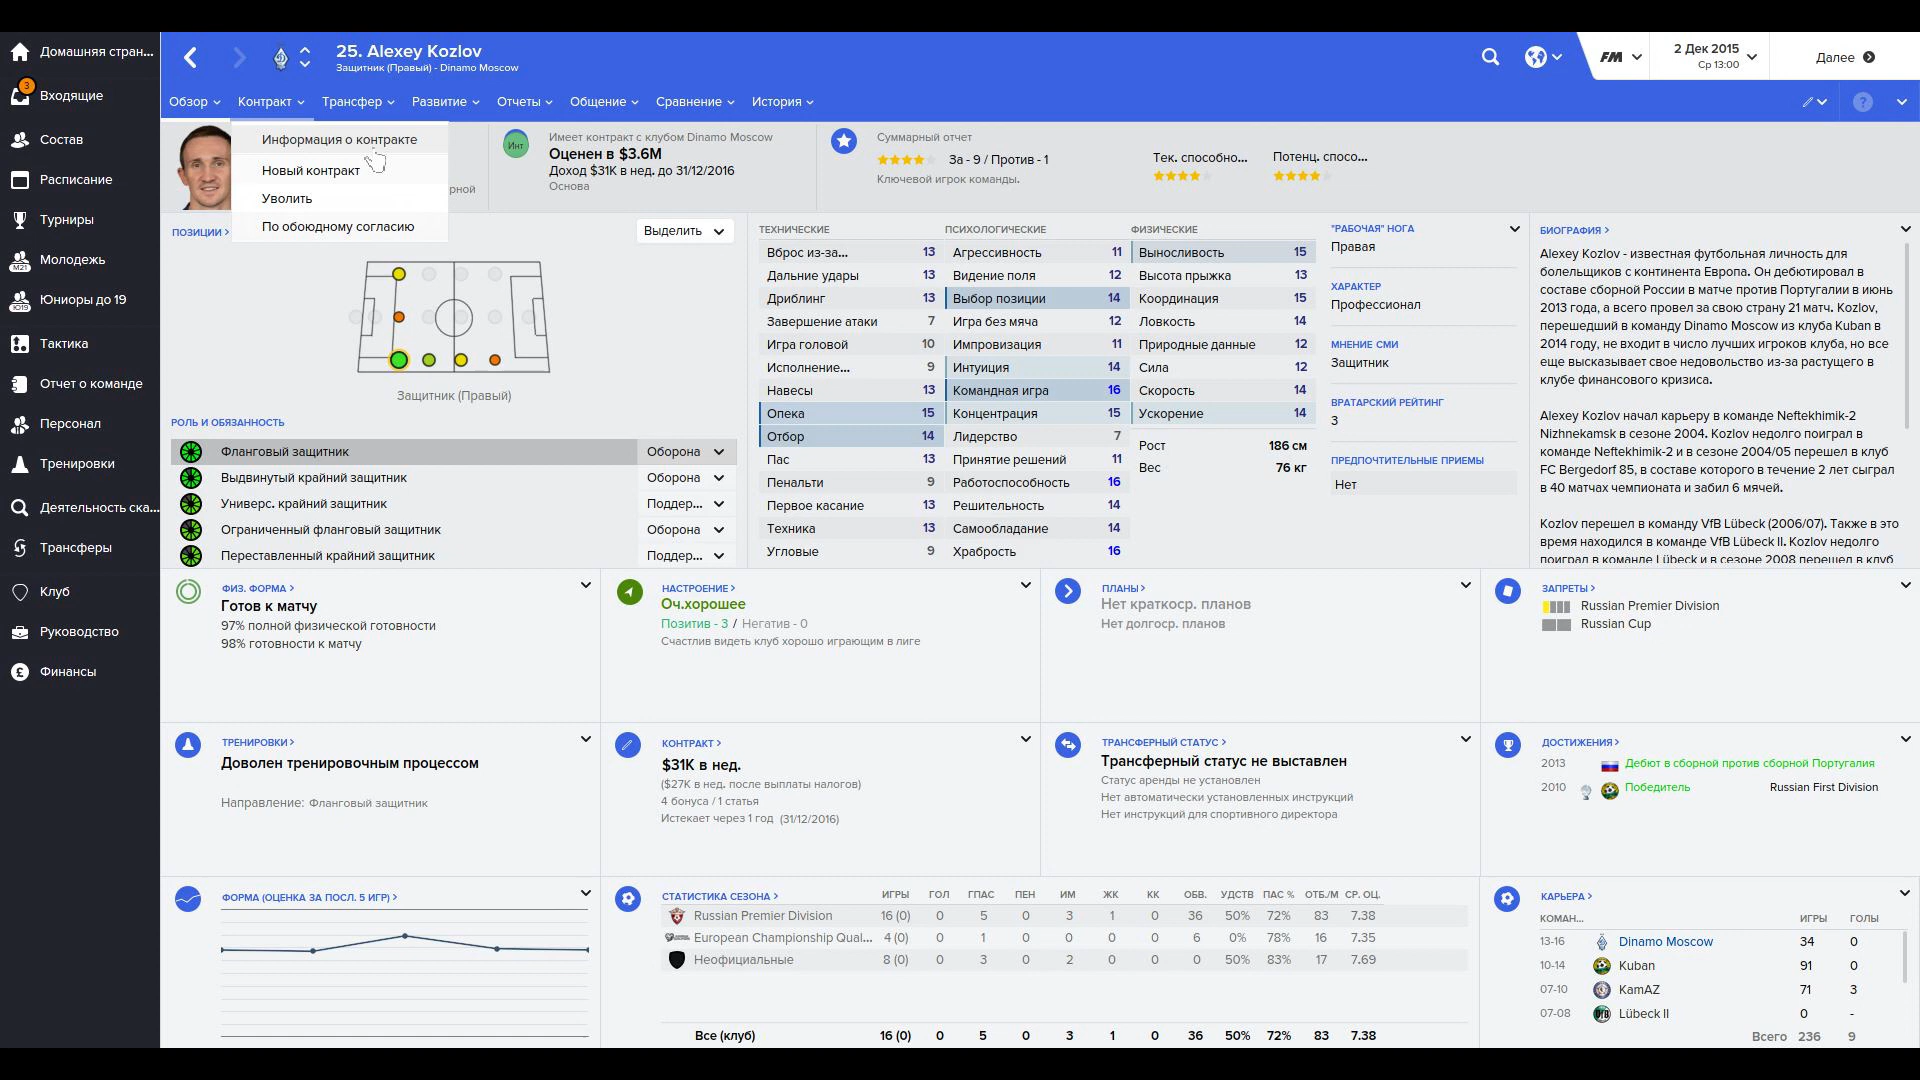 Домашняя стран...
3
Входящие
Состав
Расписание
Турниры
M21
Молодежь
Ю19
Юниоры до 19
Тактика
Отчет о команде
Персонал
Тренировки
Деятельность ска...
Трансферы
Клуб
Руководство
Финансы
25. Alexey Kozlov
Защитник (Правый) - Dinamo Moscow
FM
2 Дек 2015
Ср 13:00
Далее
Обзор
Контракт
Трансфер
Развитие
Отчеты
Общение
Сравнение
История
?
Информация о контракте
Новый контракт
Уволить
По обоюдному согласию
рной
Инт
Имеет контракт с клубом Dinamo Moscow
Оценен в $3.6M
Доход $31K в нед. до 31/12/2016
Основа
Суммарный отчет
За - 9 / Против - 1
Ключевой игрок команды.
Тек. способно...
Потенц. спосо...
ПОЗИЦИИ >
Выделить
Защитник (Правый)
РОЛЬ И ОБЯЗАННОСТЬ
Фланговый защитник Оборона
Выдвинутый крайний защитник Оборона
Универс. крайний защитник Поддер...
Ограниченный фланговый защитник Оборона
Переставленный крайний защитник Поддер...
ТЕХНИЧЕСКИЕ
Вброс из-за... 13
Дальние удары 13
Дриблинг 13
Завершение атаки 7
Игра головой 10
Исполнение... 9
Навесы 13
Опека 15
Отбор 14
Пас 13
Пенальти 9
Первое касание 13
Техника 13
Угловые 9
ПСИХОЛОГИЧЕСКИЕ
Агрессивность 11
Видение поля 12
Выбор позиции 14
Игра без мяча 12
Импровизация 11
Интуиция 14
Командная игра 16
Концентрация 15
Лидерство 7
Принятие решений 11
Работоспособность 16
Решительность 14
Самообладание 14
Храбрость 16
ФИЗИЧЕСКИЕ
Выносливость 15
Высота прыжка 13
Координация 15
Ловкость 14
Природные данные 12
Сила 12
Скорость 14
Ускорение 14
Рост 186 см
Вес 76 кг
"РАБОЧАЯ" НОГА
Правая
ХАРАКТЕР
Профессионал
МНЕНИЕ СМИ
Защитник
ВРАТАРСКИЙ РЕЙТИНГ
3
ПРЕДПОЧТИТЕЛЬНЫЕ ПРИЕМЫ
Нет
БИОГРАФИЯ >
Alexey Kozlov - известная футбольная личность для
болельщиков с континента Европа. Он дебютировал в
составе сборной России в матче против Португалии в июнь
2013 года, а всего провел за свою страну 21 матч. Kozlov,
перешедший в команду Dinamo Moscow из клуба Kuban в
2014 году, не входит в число лучших игроков клуба, но все
еще высказывает свое недовольство из-за растущего в
клубе финансового кризиса.
Alexey Kozlov начал карьеру в команде Neftekhimik-2
Nizhnekamsk в сезоне 2004. Kozlov недолго поиграл в
команде Neftekhimik-2 и в сезоне 2004/05 перешел в клуб
FC Bergedorf 85, в составе которого в течение 2 лет сыграл
в 40 матчах чемпионата и забил 6 мячей.
Kozlov перешел в команду VfB Lübeck (2006/07). Также в это
время находился в команде VfB Lübeck II. Kozlov недолго
поиграл в команде Lübeck и в сезоне 2008 перешел в клуб
ФИЗ. ФОРМА >
Готов к матчу
97% полной физической готовности
98% готовности к матчу
НАСТРОЕНИЕ >
Оч.хорошее
Позитив - 3 / Негатив - 0
Счастлив видеть клуб хорошо играющим в лиге
ПЛАНЫ >
Нет краткоср. планов
Нет долгоср. планов
ЗАПРЕТЫ >
Russian Premier Division
Russian Cup
ТРЕНИРОВКИ >
Доволен тренировочным процессом
Направление: Фланговый защитник
КОНТРАКТ >
$31K в нед.
($27K в нед. после выплаты налогов)
4 бонуса / 1 статья
Истекает через 1 год (31/12/2016)
ТРАНСФЕРНЫЙ СТАТУС >
Трансферный статус не выставлен
Статус аренды не установлен
Нет автоматически установленных инструкций
Нет инструкций для спортивного директора
ДОСТИЖЕНИЯ >
2013 Дебют в сборной против сборной Португалия
2010 Победитель Russian First Division
ФОРМА (ОЦЕНКА ЗА ПОСЛ. 5 ИГР) >
СТАТИСТИКА СЕЗОНА > ИГРЫ ГОЛ ГПАС ПЕН ИМ ЖК КК ОБВ. УДСТВ ПАС % ОТБ./М СР. ОЦ.
Russian Premier Division 16 (0) 0 5 0 3 1 0 36 50% 72% 83 7.38
European Championship Qual... 4 (0) 0 1 0 0 0 0 6 0% 78% 16 7.35
Неофициальные 8 (0) 0 3 0 2 0 0 0 50% 83% 17 7.69
Все (клуб) 16 (0) 0 5 0 3 1 0 36 50% 72% 83 7.38
КАРЬЕРА >
КОМАН... ИГРЫ ГОЛЫ
13-16 Dinamo Moscow 34 0
10-14 Kuban 91 0
07-10 KamAZ 71 3
07-08 Lübeck II 0 -
Всего 236 9